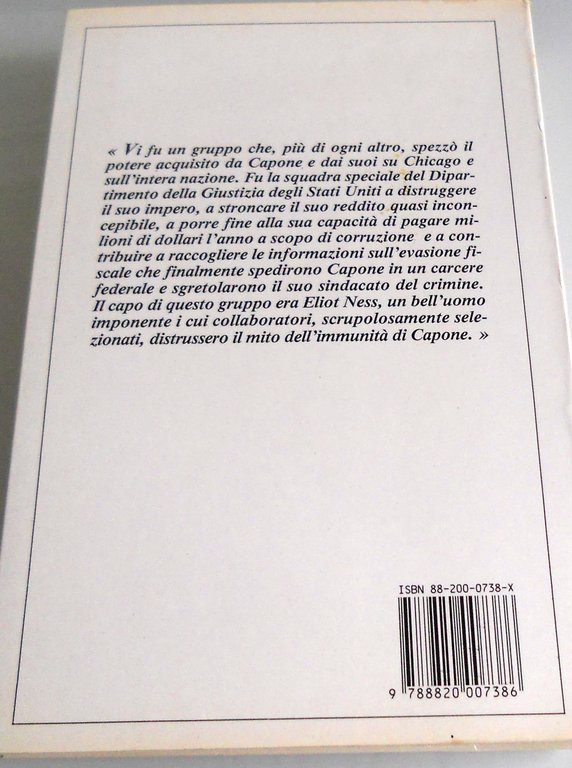 « Vi fu un gruppo che, più di ogni altro, spezzò il
potere acquisito da Capone e dai suoi su Chicago e
sull'intera nazione. Fu la squadra speciale del Dipar-
timento della Giustizia degli Stati Uniti a distruggere
il suo impero, a stroncare il suo reddito quasi incon-
cepibile, a porre fine alla sua capacità di pagare mi-
lioni di dollari l'anno a scopo di corruzione e a con-
tribuire a raccogliere le informazioni sull'evasione fi-
scale che finalmente spedirono Capone in un carcere
federale e sgretolarono il suo sindacato del crimine.
Il capo di questo gruppo era Eliot Ness, un bell'uomo
imponente i cui collaboratori, scrupolosamente sele-
zionati, distrussero il mito dell'immunità di Capone. »
ISBN 88-200-0738-X
9 788820 007386